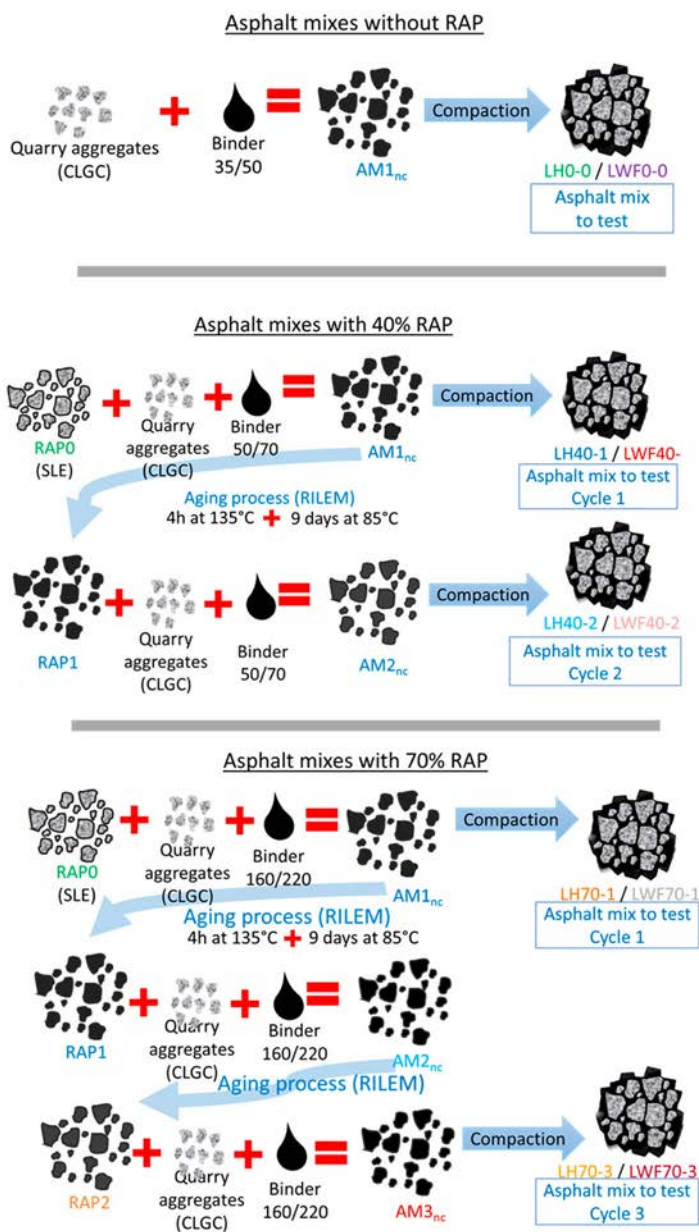 Asphalt mixes without RAP
Quarry aggregates
(CLGC)
Binder
35/50
AM1nc
Compaction
LH0-0 / LWF0-0
Asphalt mix
to test
Asphalt mixes with 40% RAP
RAP0
(SLE)
Quarry
aggregates
(CLGC)
Binder
50/70
AM1nc
Compaction
LH40-1 / LWF40-
Asphalt mix to test
Cycle 1
Aging process (RILEM)
4h at 135°C + 9 days at 85°C
RAP1
Quarry
aggregates
(CLGC)
Binder
50/70
AM2nc
Compaction
LH40-2 / LWF40-2
Asphalt mix to test
Cycle 2
Asphalt mixes with 70% RAP
RAP0
(SLE)
Quarry
aggregates
(CLGC)
Binder
160/220
AM1nc
Compaction
LH70-1 / LWF70-1
Asphalt mix to test
Cycle 1
Aging process (RILEM)
4h at 135°C + 9 days at 85°C
RAP1
Quarry
aggregates
(CLGC)
Binder
160/220
AM2nc
Aging process (RILEM)
RAP2
Quarry
aggregates
(CLGC)
Binder
160/220
AM3nc
Compaction
LH70-3 / LWF70-3
Asphalt mix to test
Cycle 3